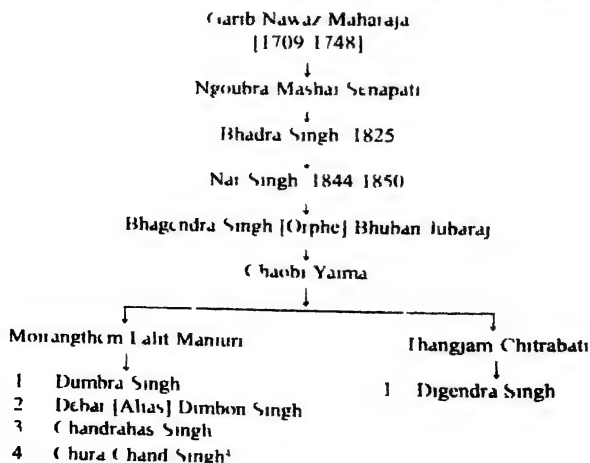 Garib Nawaz Maharaja
[1709 1748]
Ngoubra Mashai Senapati
Bhadra Singh 1825
Nar Singh 1844 1850
Bhagendra Singh [Orphe] Bhuban Jubaraj
Chaobi Yaima
Moirangthem Lalit Manjuri
Thangjam Chitrabati
1 Dumbra Singh
1 Digendra Singh
2 Debar [Alias] Dimbon Singh
3 Chandrahas Singh
4 Chura Chand Singh⁴